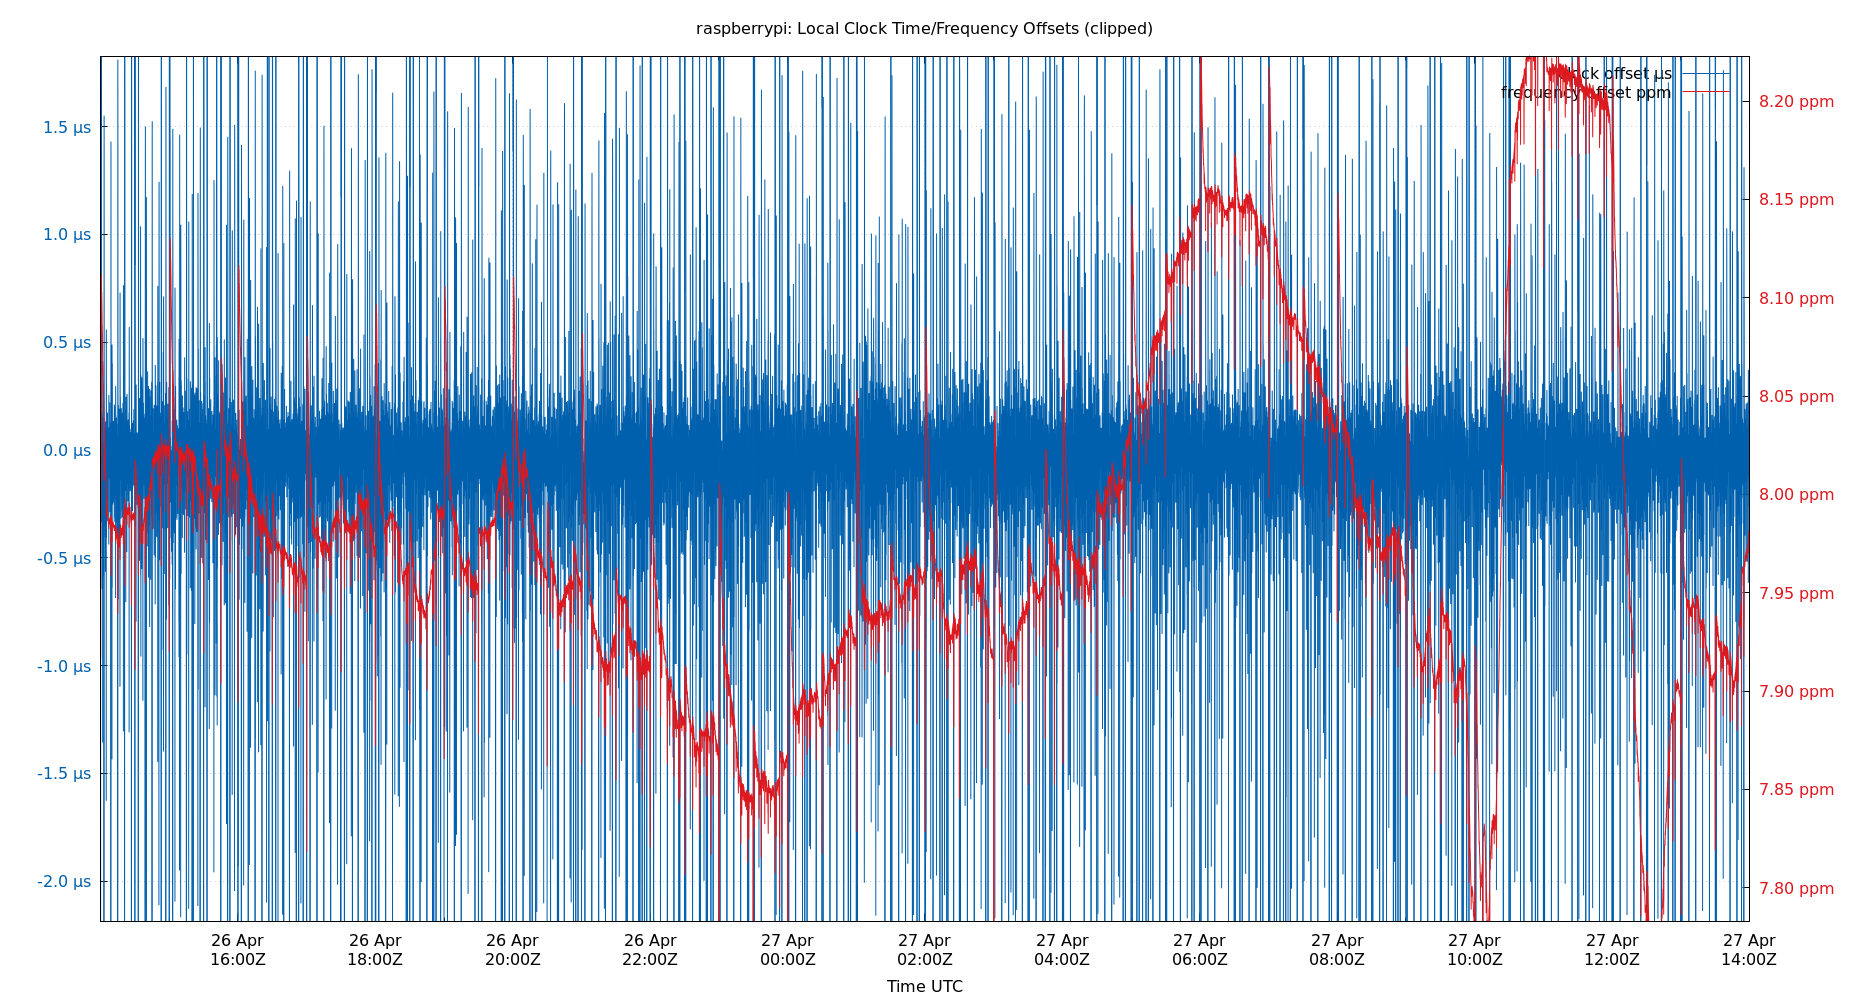 raspberrypi: Local Clock Time/Frequency Offsets (clipped)
clock offset µs
frequency offset ppm
1.5 µs
1.0 µs
0.5 µs
0.0 µs
-0.5 µs
-1.0 µs
-1.5 µs
-2.0 µs
8.20 ppm
8.15 ppm
8.10 ppm
8.05 ppm
8.00 ppm
7.95 ppm
7.90 ppm
7.85 ppm
7.80 ppm
26 Apr 26 Apr 26 Apr 26 Apr 27 Apr 27 Apr 27 Apr 27 Apr 27 Apr 27 Apr 27 Apr 27 Apr
16:00Z 18:00Z 20:00Z 22:00Z 00:00Z 02:00Z 04:00Z 06:00Z 08:00Z 10:00Z 12:00Z 14:00Z
Time UTC